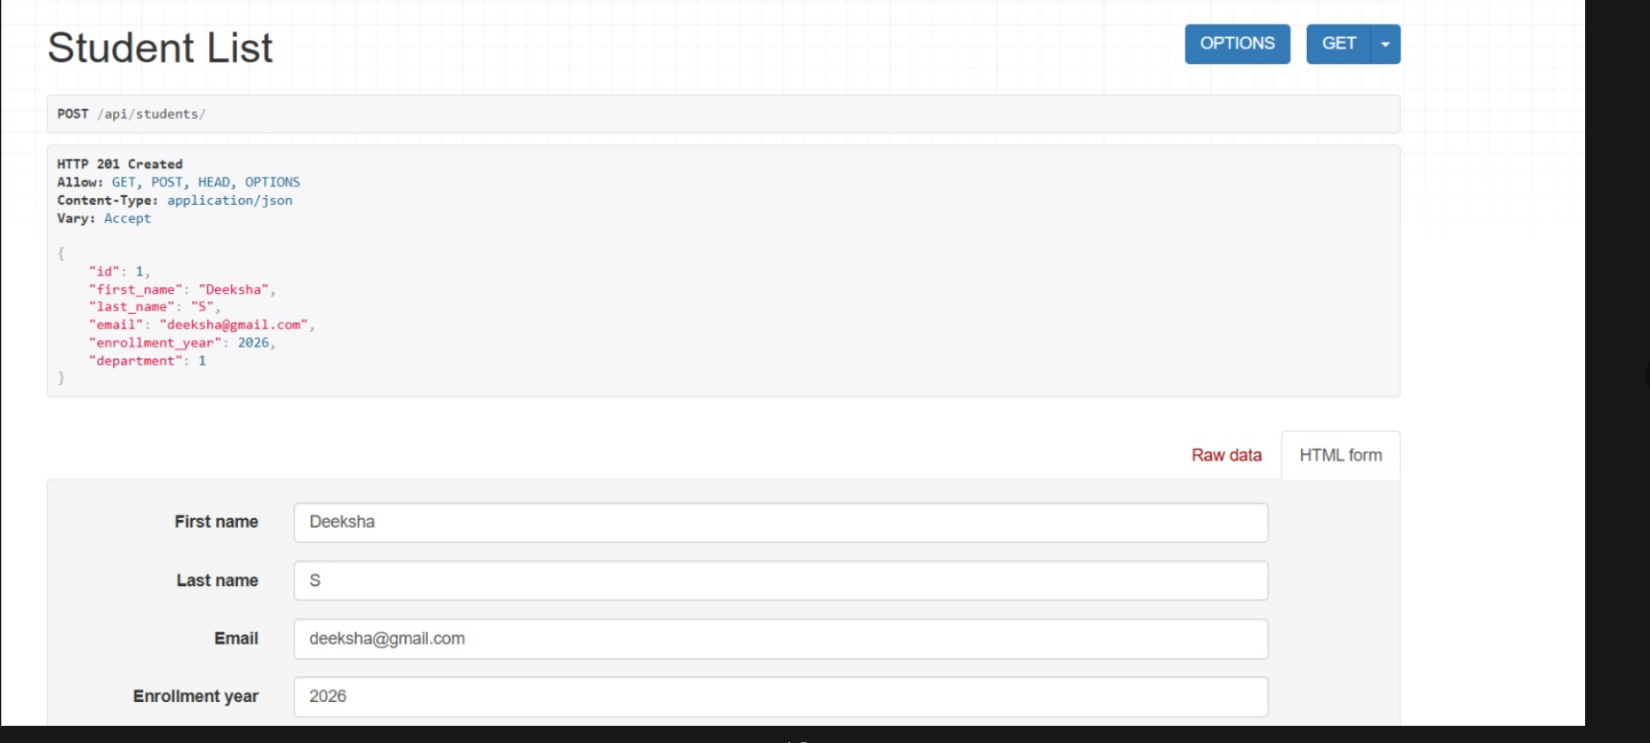 Student List
OPTIONS
GET
POST /api/students/
HTTP 201 Created
Allow: GET, POST, HEAD, OPTIONS
Content-Type: application/json
Vary: Accept
{
    "id": 1,
    "first_name": "Deeksha",
    "last_name": "S",
    "email": "deeksha@gmail.com",
    "enrollment_year": 2026,
    "department": 1
}
Raw data
HTML form
First name
Deeksha
Last name
S
Email
deeksha@gmail.com
Enrollment year
2026